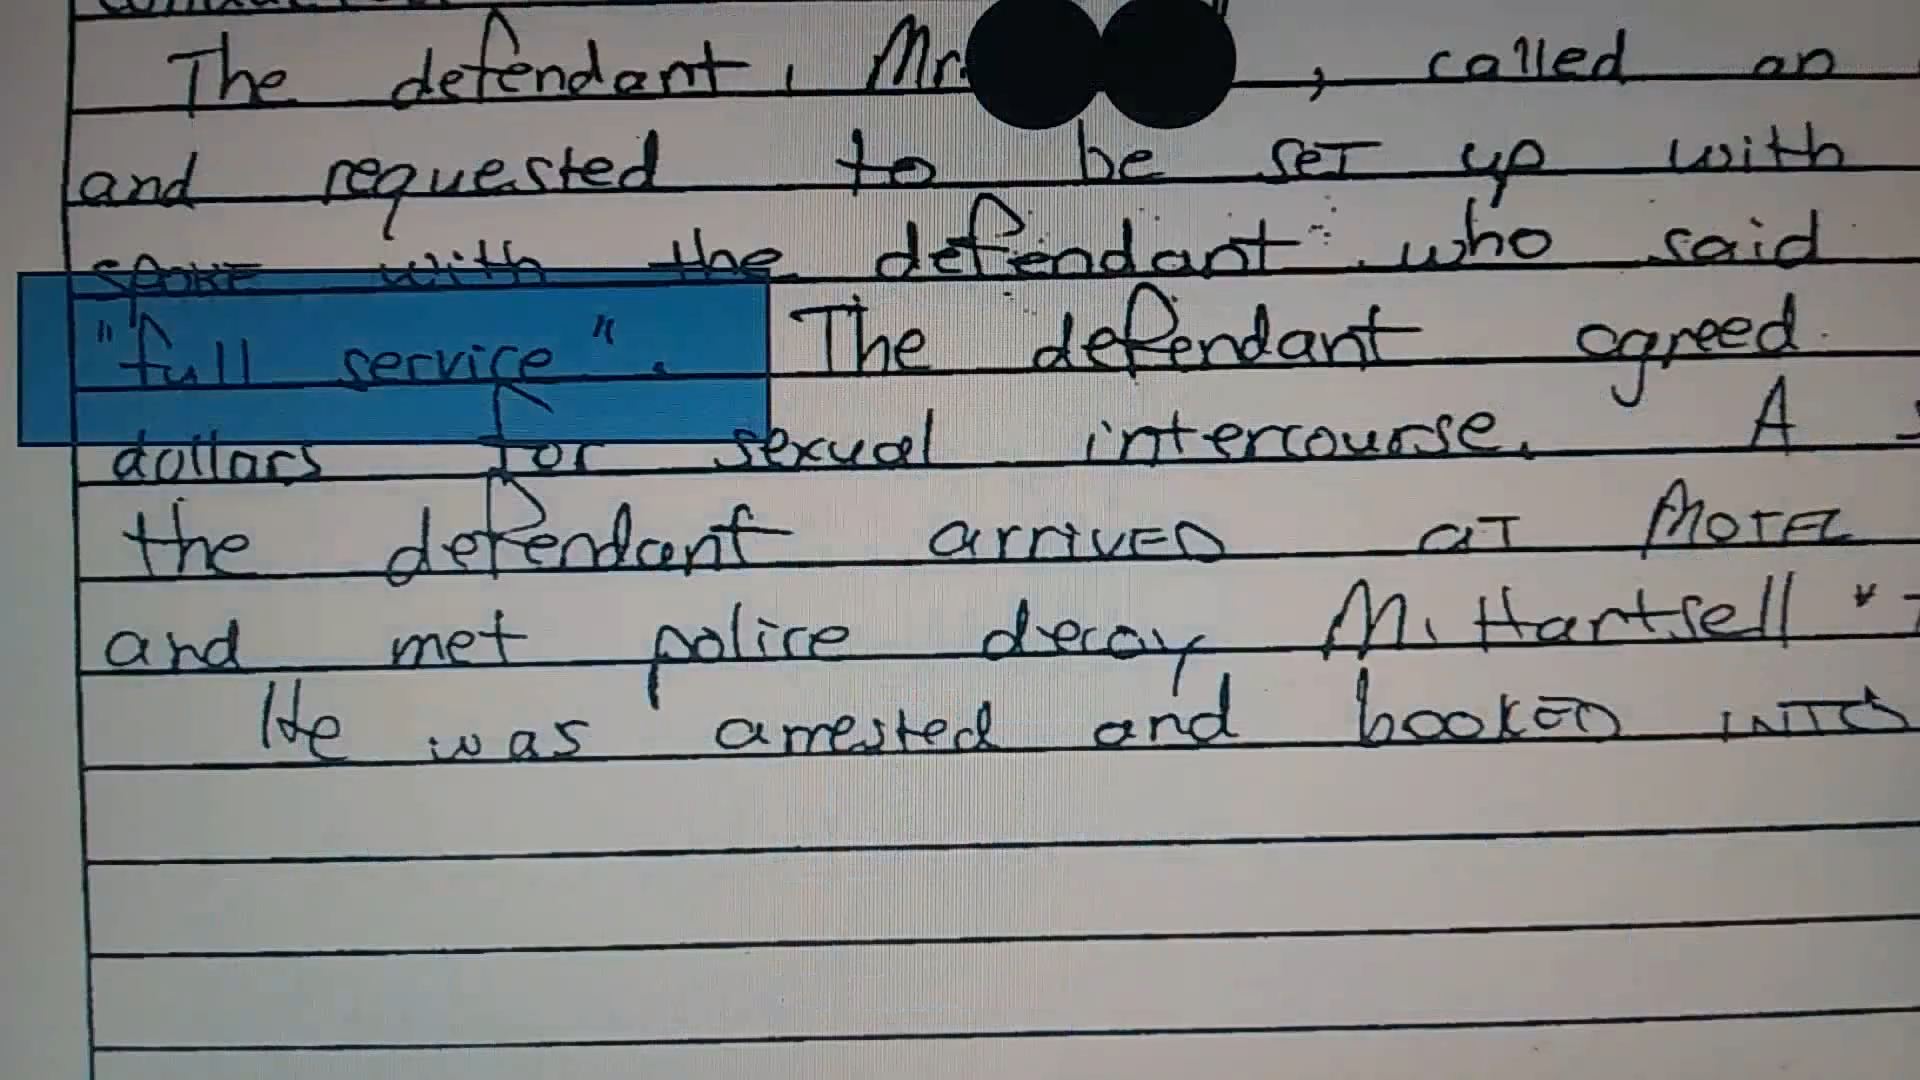 The defendant, Mr. , called an
and requested to be SET up with
spoke with the defendant who said
"full service". The defendant agreed
dollars for sexual intercourse. A
the defendant arrived at MOTEL
and met police decoy M. Hartsell
He was arrested and booked INTO